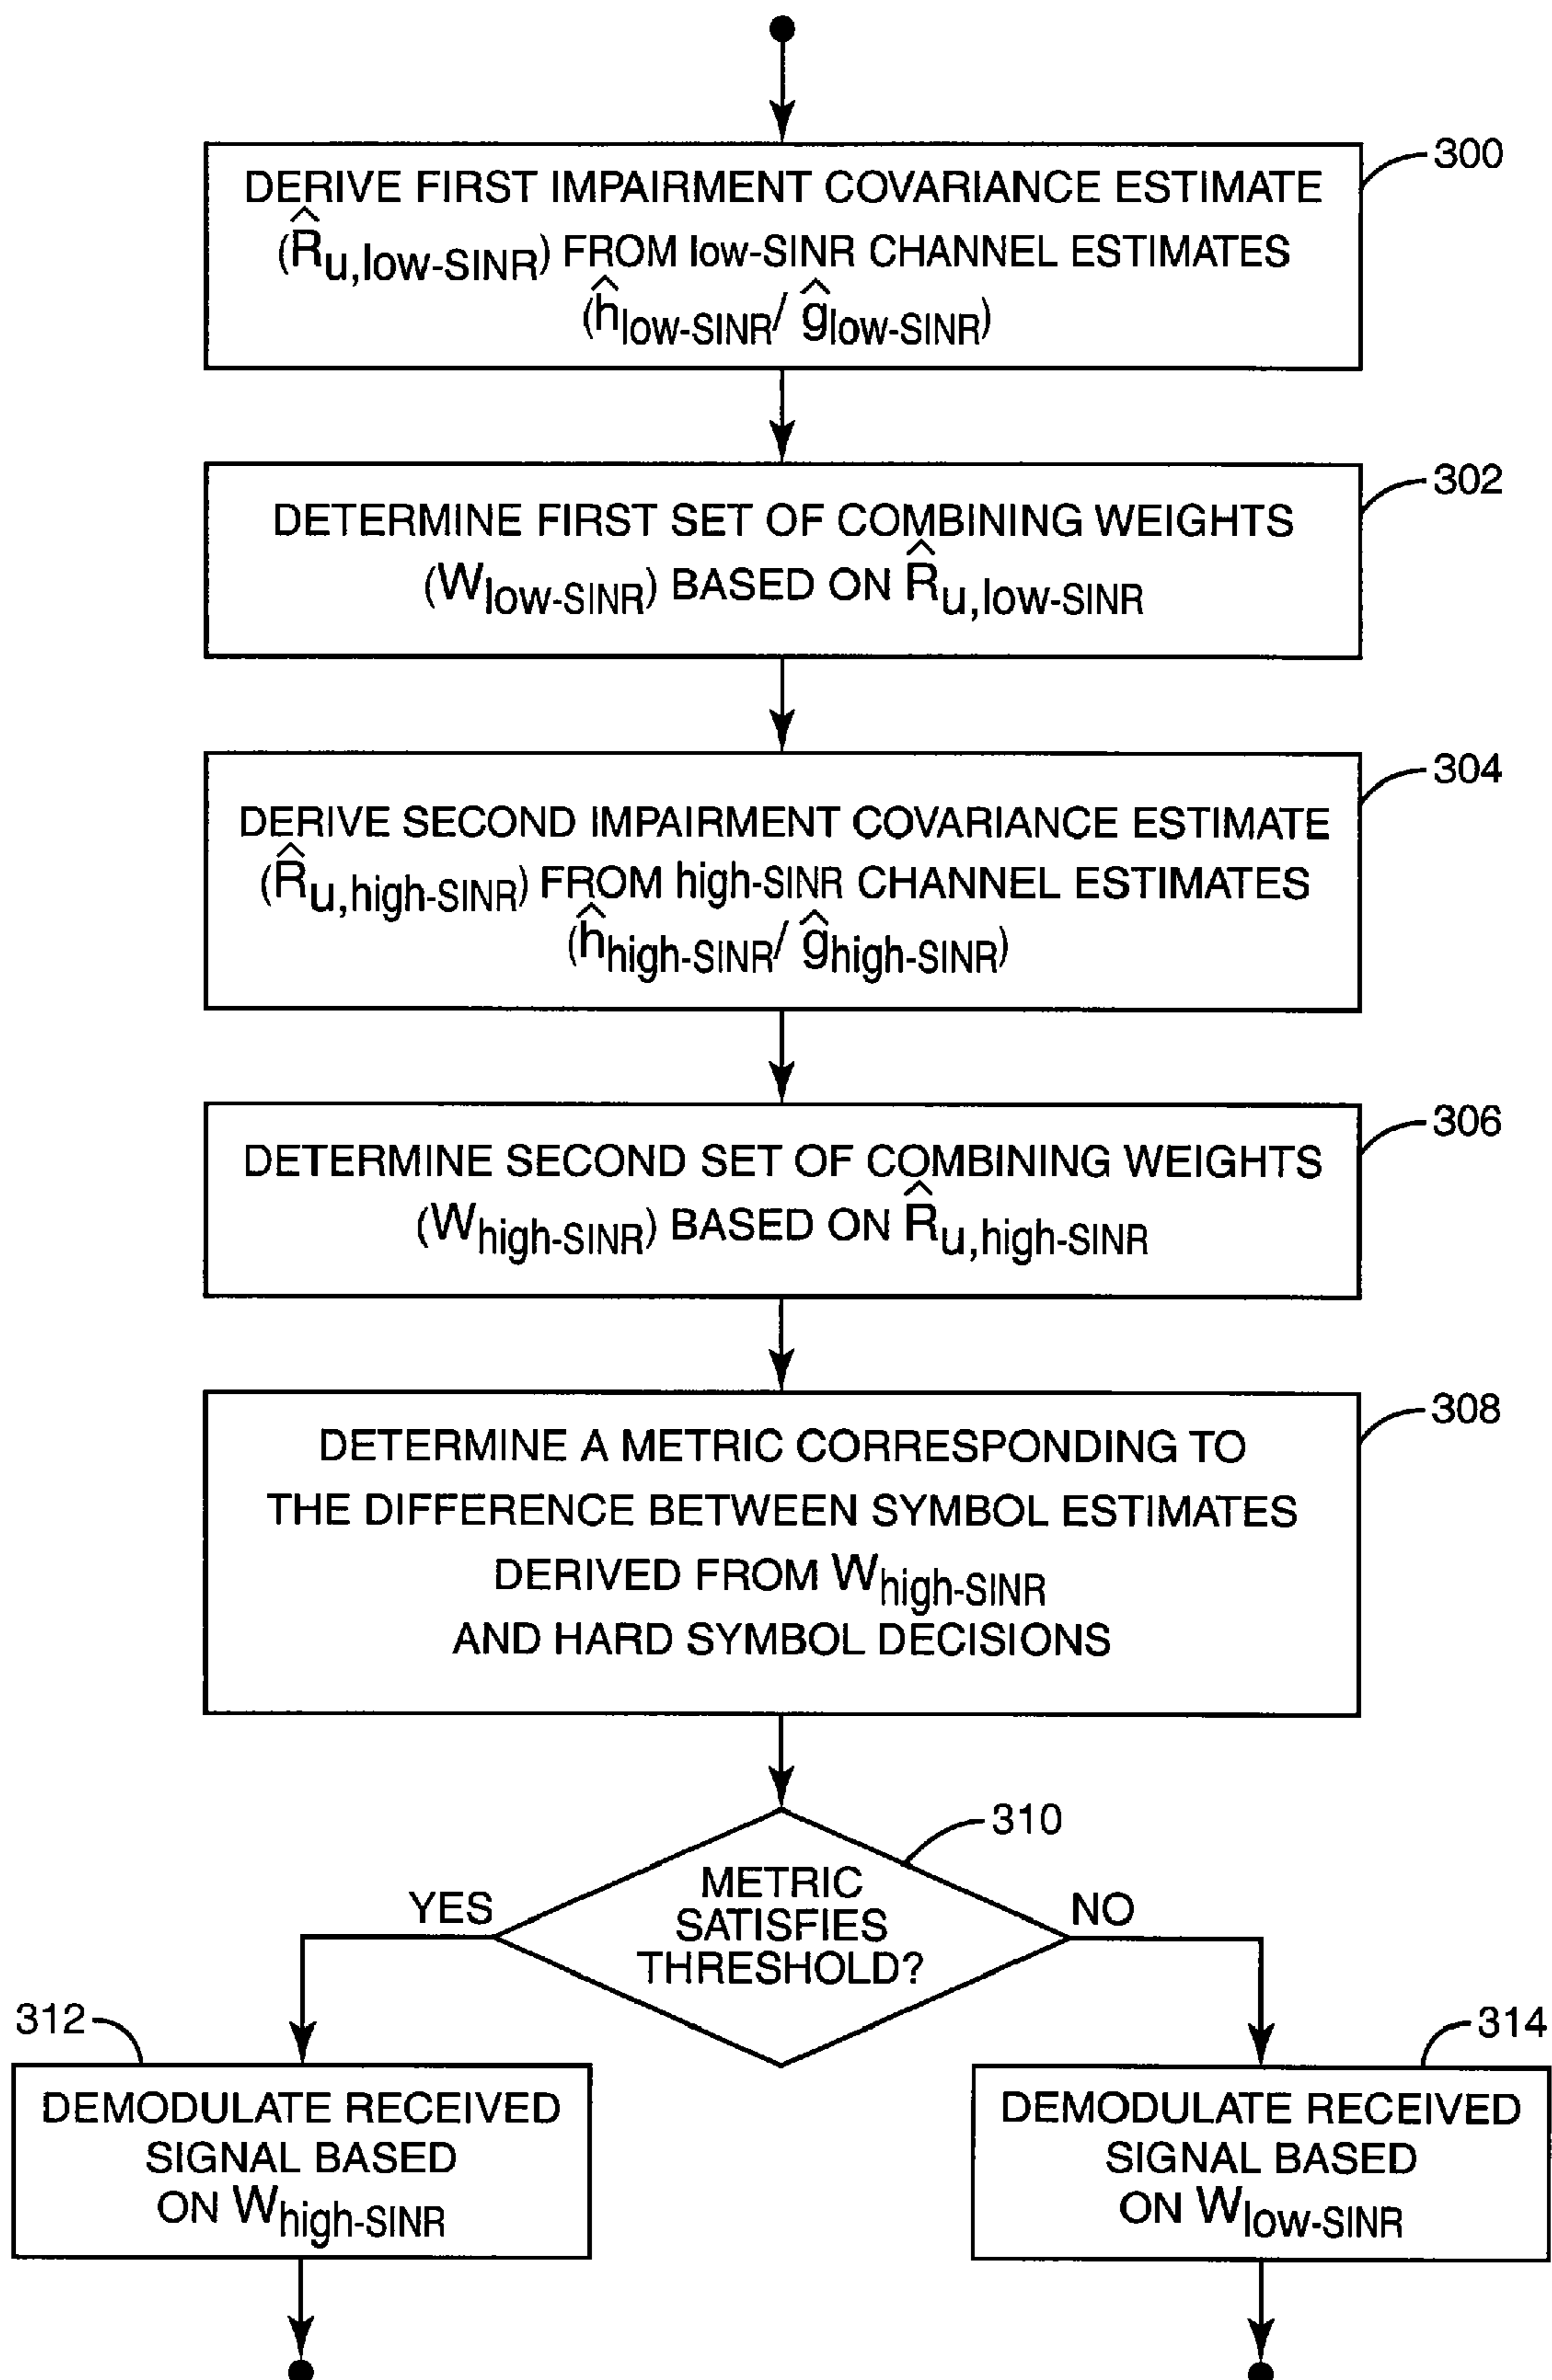 300
DERIVE FIRST IMPAIRMENT COVARIANCE ESTIMATE
(R̂u,low-SINR) FROM low-SINR CHANNEL ESTIMATES
(ĥlow-SINR/ ĝlow-SINR)
302
DETERMINE FIRST SET OF COMBINING WEIGHTS
(Wlow-SINR) BASED ON R̂u,low-SINR
304
DERIVE SECOND IMPAIRMENT COVARIANCE ESTIMATE
(R̂u,high-SINR) FROM high-SINR CHANNEL ESTIMATES
(ĥhigh-SINR/ ĝhigh-SINR)
306
DETERMINE SECOND SET OF COMBINING WEIGHTS
(Whigh-SINR) BASED ON R̂u,high-SINR
308
DETERMINE A METRIC CORRESPONDING TO
THE DIFFERENCE BETWEEN SYMBOL ESTIMATES
DERIVED FROM Whigh-SINR
AND HARD SYMBOL DECISIONS
310
METRIC
SATISFIES
THRESHOLD?
YES
NO
312
DEMODULATE RECEIVED
SIGNAL BASED
ON Whigh-SINR
314
DEMODULATE RECEIVED
SIGNAL BASED
ON Wlow-SINR